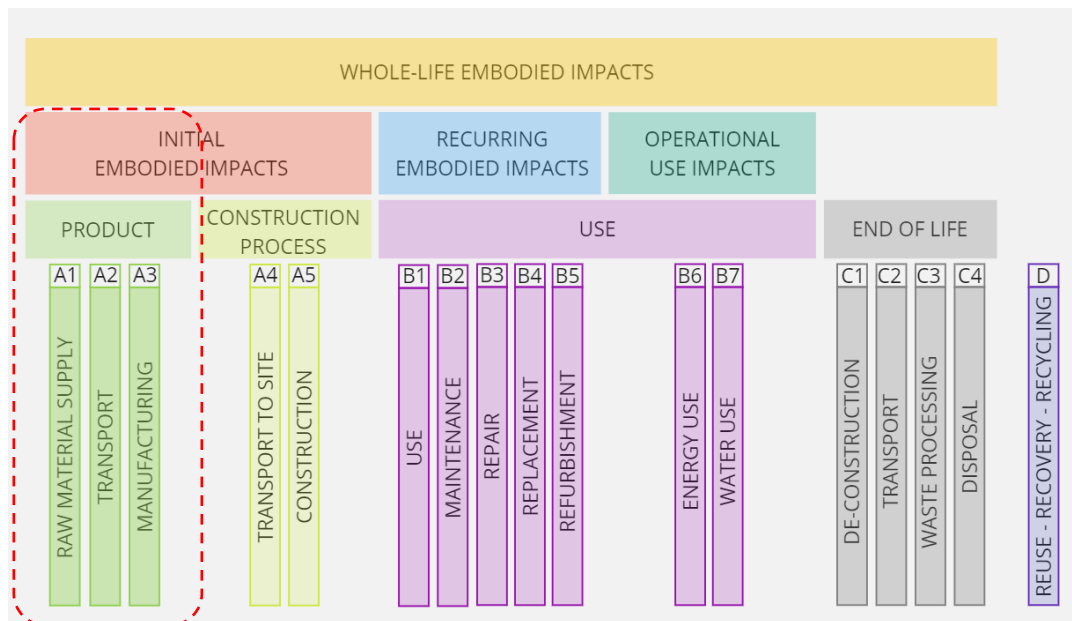 WHOLE-LIFE EMBODIED IMPACTS
INITIAL
EMBODIED IMPACTS
RECURRING
EMBODIED IMPACTS
OPERATIONAL
USE IMPACTS
PRODUCT
CONSTRUCTION
PROCESS
USE
END OF LIFE
A1
RAW MATERIAL SUPPLY
A2
TRANSPORT
A3
MANUFACTURING
A4
TRANSPORT TO SITE
A5
CONSTRUCTION
B1
USE
B2
MAINTENANCE
B3
REPAIR
B4
REPLACEMENT
B5
REFURBISHMENT
B6
ENERGY USE
B7
WATER USE
C1
DE-CONSTRUCTION
C2
TRANSPORT
C3
WASTE PROCESSING
C4
DISPOSAL
D
REUSE - RECOVERY - RECYCLING